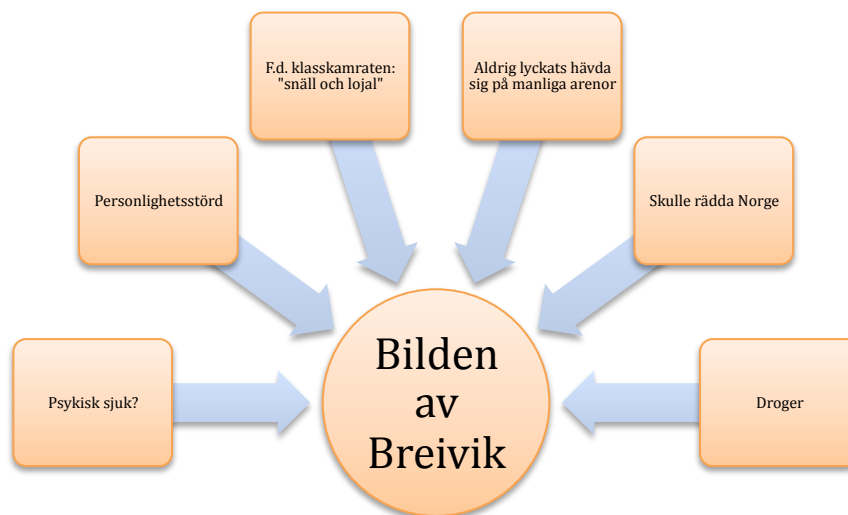 Psykisk sjuk?
Personlighetsstörd
F.d. klasskamraten:
"snäll och lojal"
Aldrig lyckats hävda
sig på manliga arenor
Skulle rädda Norge
Droger
Bilden
av
Breivik